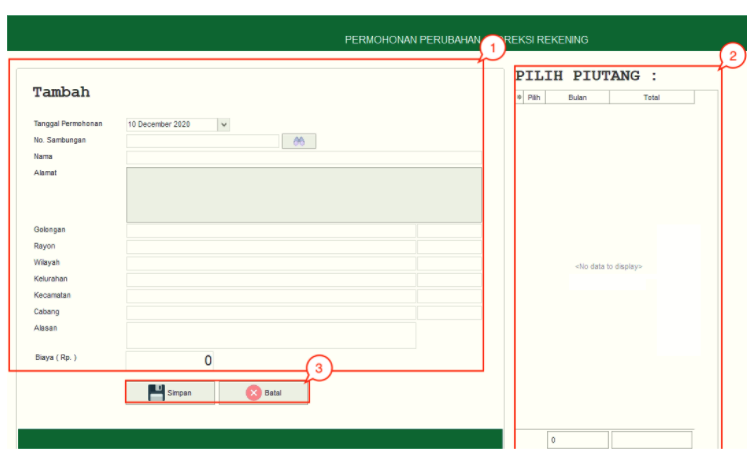 PERMOHONAN PERUBAHAN REKSI REKENING
1
2
Tambah
PILIH PIUTANG :
Pilih Bulan Total
Tanggal Permohonan 10 December 2020
No. Sambungan
Nama
Alamat
Golongan
Rayon
Wilayah
<No data to display>
Kelurahan
Kecamatan
Cabang
Alasan
Biaya ( Rp. ) 0
3
Simpan Batal
0